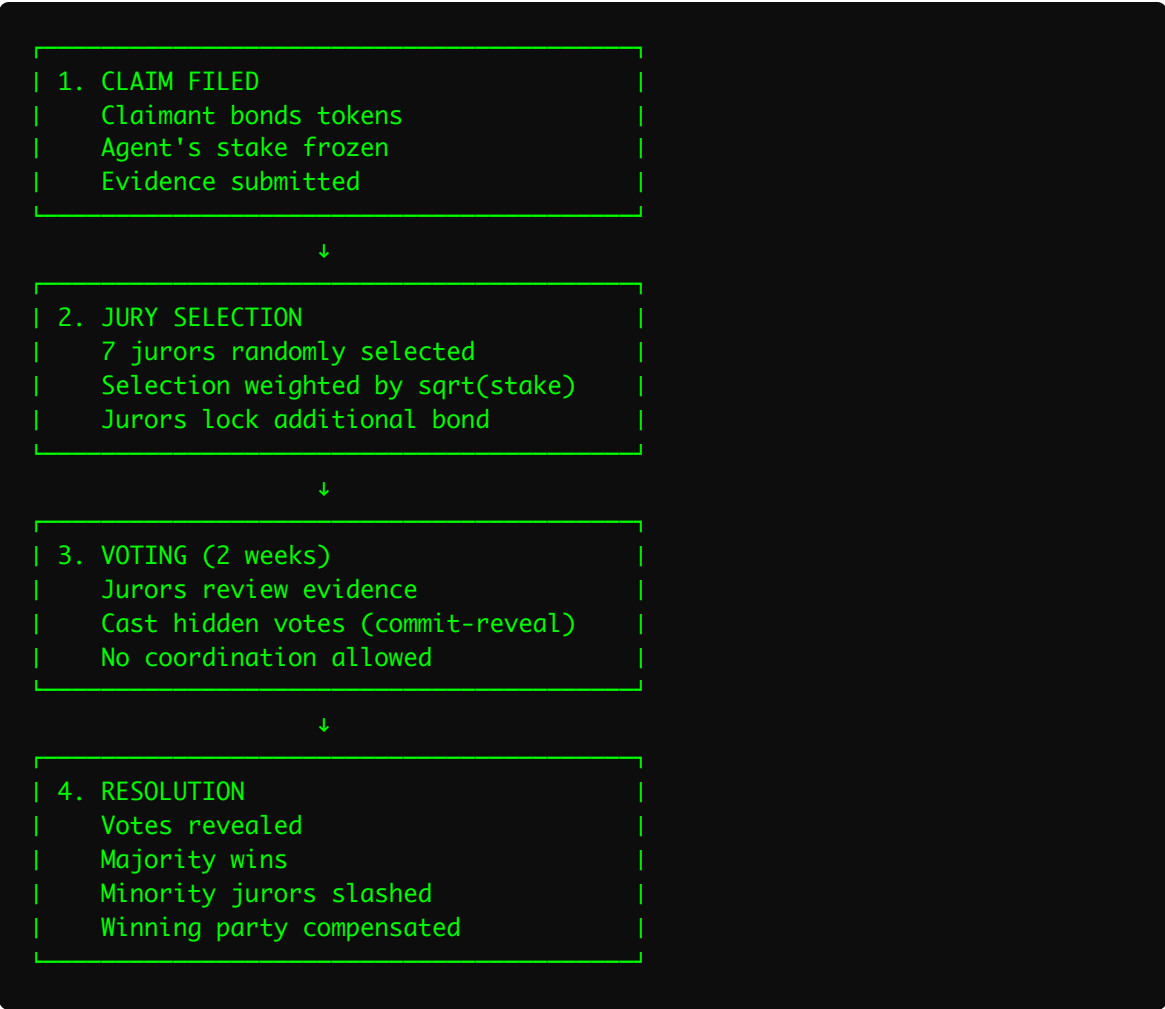 1. CLAIM FILED
Claimant bonds tokens
Agent's stake frozen
Evidence submitted
↓
2. JURY SELECTION
7 jurors randomly selected
Selection weighted by sqrt(stake)
Jurors lock additional bond
↓
3. VOTING (2 weeks)
Jurors review evidence
Cast hidden votes (commit-reveal)
No coordination allowed
↓
4. RESOLUTION
Votes revealed
Majority wins
Minority jurors slashed
Winning party compensated